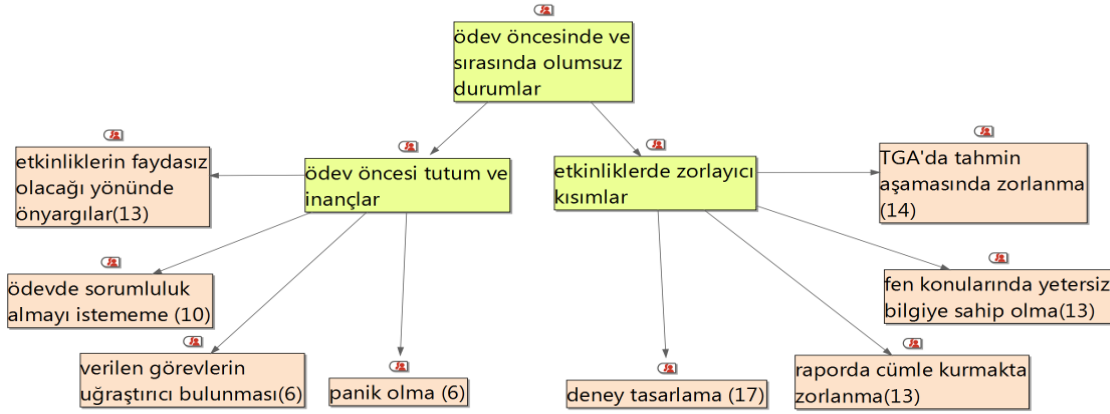 ödev öncesinde ve
sırasında olumsuz
durumlar
ödev öncesi tutum ve
inançlar
etkinliklerde zorlayıcı
kısımlar
etkinliklerin faydasız
olacağı yönünde
önyargılar(13)
ödevde sorumluluk
almayı istememe (10)
verilen görevlerin
uğraştırıcı bulunması(6)
panik olma (6)
deney tasarlama (17)
raporda cümle kurmakta
zorlanma(13)
fen konularında yetersiz
bilgiye sahip olma(13)
TGA'da tahmin
aşamasında zorlanma
(14)